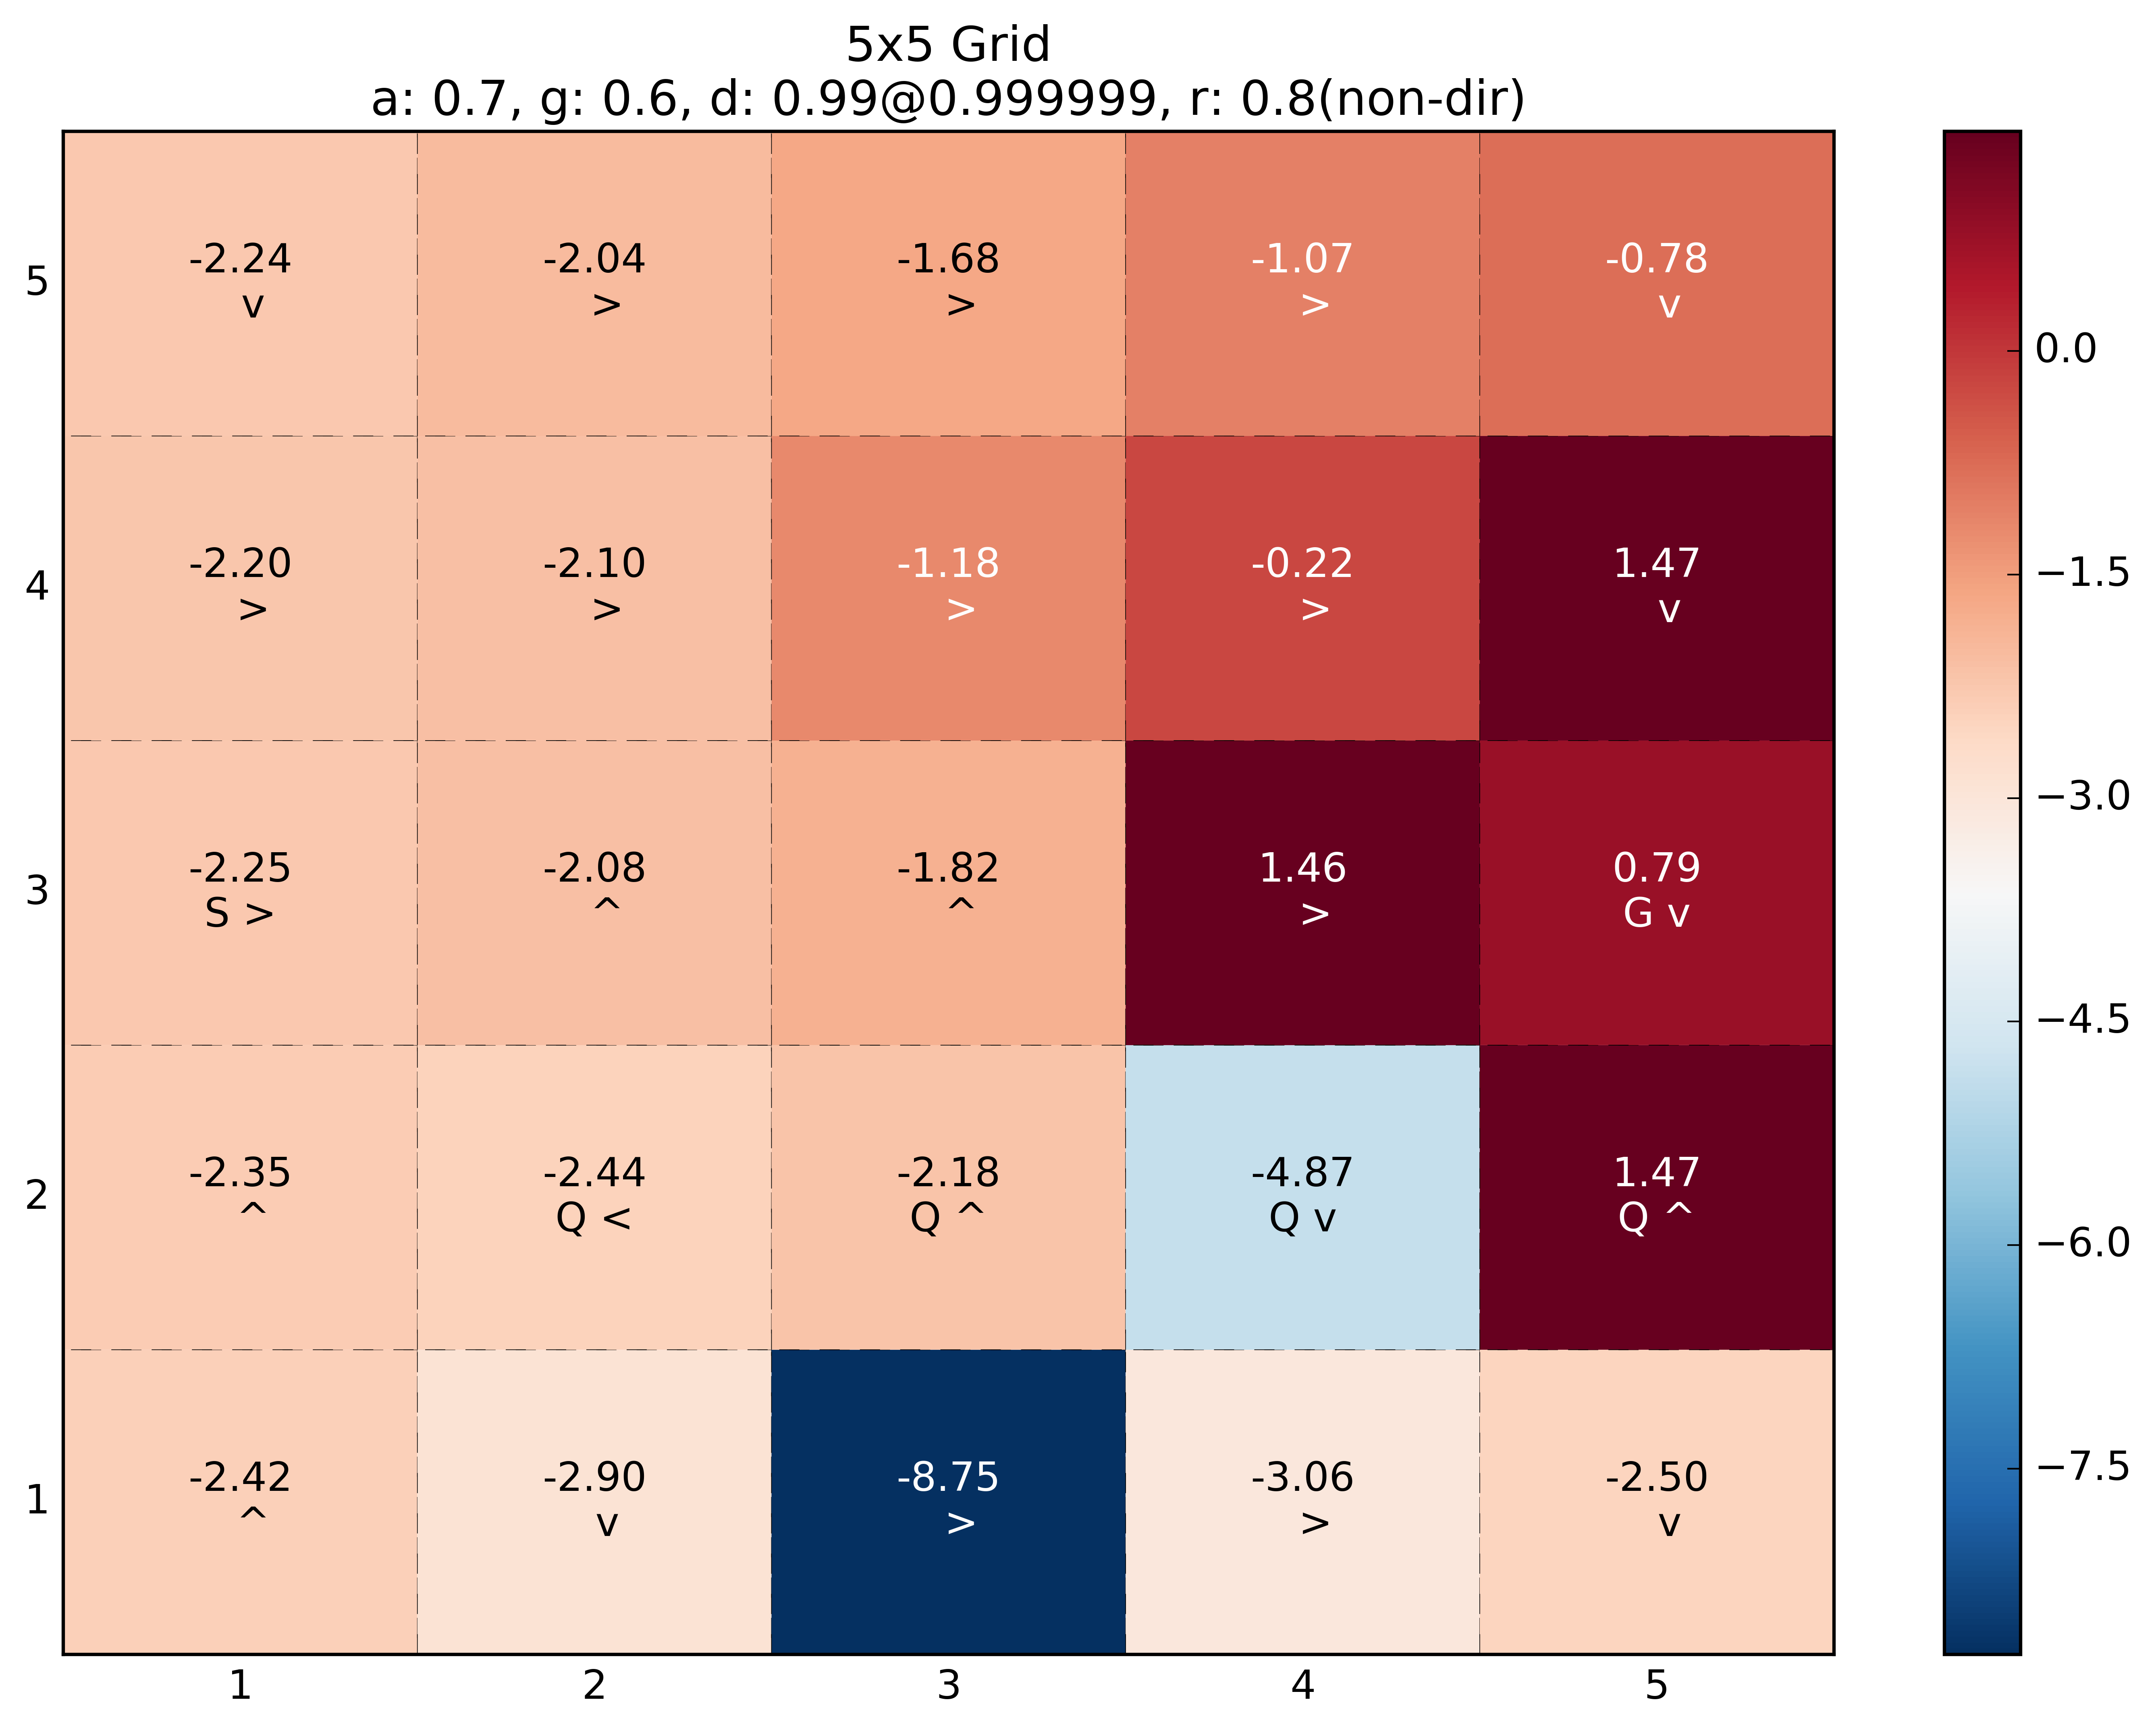 5x5 Grid
a: 0.7, g: 0.6, d: 0.99@0.999999, r: 0.8(non-dir)
5
-2.24 -2.04 -1.68 -1.07 -0.78
v > > > v
4
-2.20 -2.10 -1.18 -0.22 1.47
> > > > v
3
-2.25 -2.08 -1.82 1.46 0.79
S > ^ ^ > G v
2
-2.35 -2.44 -2.18 -4.87 1.47
^ Q < Q ^ Q v Q ^
1
-2.42 -2.90 -8.75 -3.06 -2.50
^ v > > v
1 2 3 4 5
0.0
−1.5
−3.0
−4.5
−6.0
−7.5